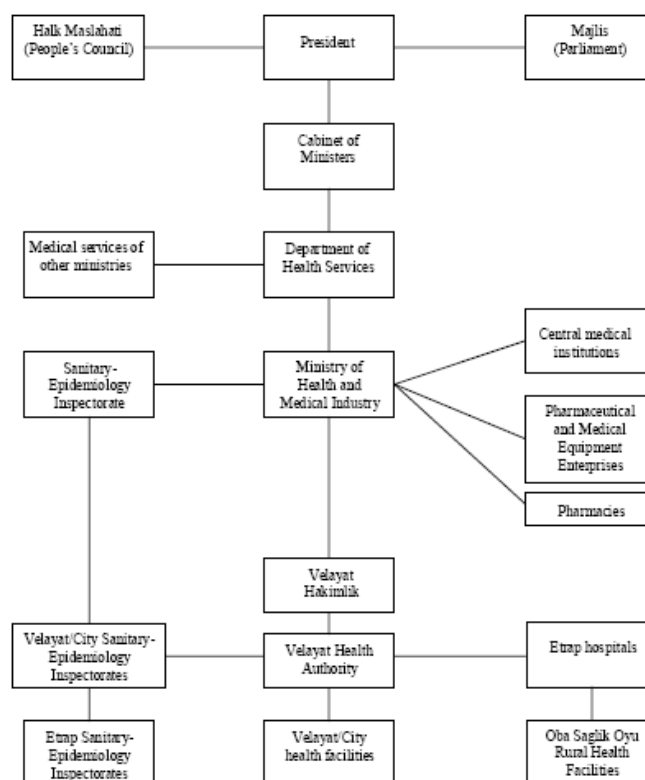 Halk Maslahati
(People's Council)
President
Majlis
(Parliament)
Cabinet of
Ministers
Medical services of
other ministries
Department of
Health Services
Sanitary-
Epidemiology
Inspectorate
Ministry of
Health and
Medical Industry
Central medical
institutions
Pharmaceutical
and Medical
Equipment
Enterprises
Pharmacies
Velayat
Hakimlik
Velayat/City Sanitary-
Epidemiology
Inspectorates
Velayat Health
Authority
Etrap hospitals
Etrap Sanitary-
Epidemiology
Inspectorates
Velayat/City
health facilities
Oba Saglik Oyu
Rural Health
Facilities